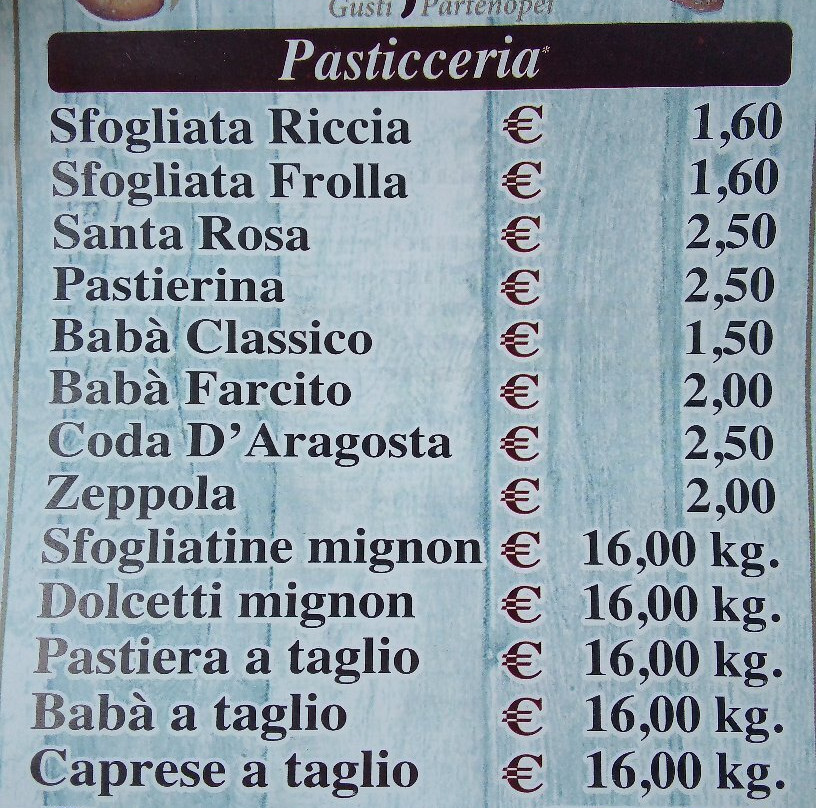 Gusti Partenopei
Pasticceria*
Sfogliata Riccia € 1,60
Sfogliata Frolla € 1,60
Santa Rosa € 2,50
Pastierina € 2,50
Babà Classico € 1,50
Babà Farcito € 2,00
Coda D’Aragosta € 2,50
Zeppola € 2,00
Sfogliatine mignon € 16,00 kg.
Dolcetti mignon € 16,00 kg.
Pastiera a taglio € 16,00 kg.
Babà a taglio € 16,00 kg.
Caprese a taglio € 16,00 kg.